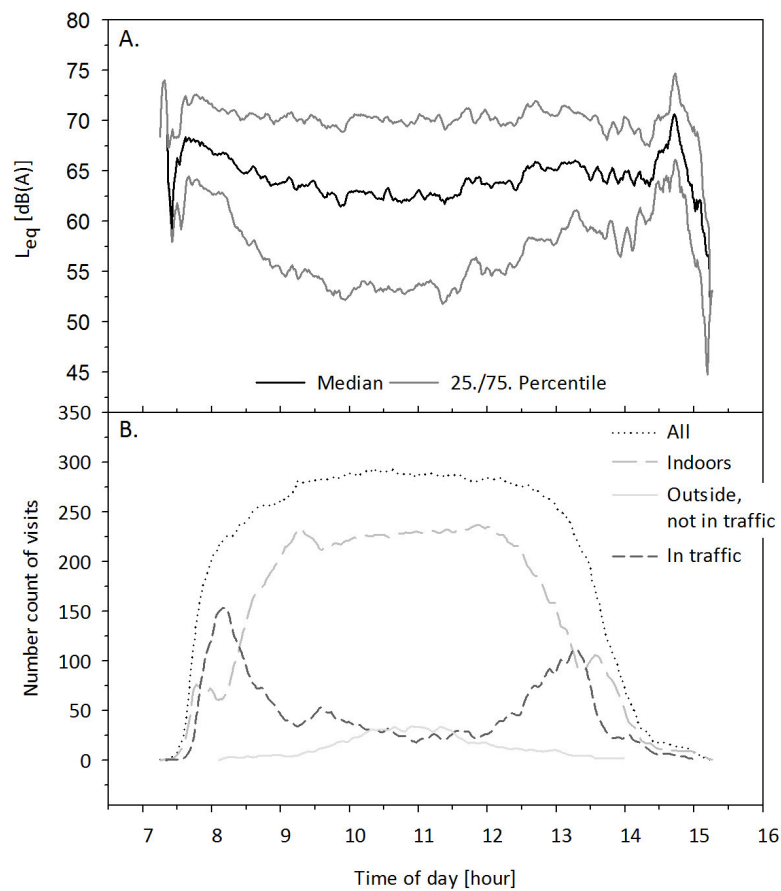 A.
80
75
70
65
60
55
50
45
L_eq [dB(A)]
Median
25./75. Percentile
B.
350
300
250
200
150
100
50
0
Number count of visits
All
Indoors
Outside,
not in traffic
In traffic
7 8 9 10 11 12 13 14 15 16
Time of day [hour]